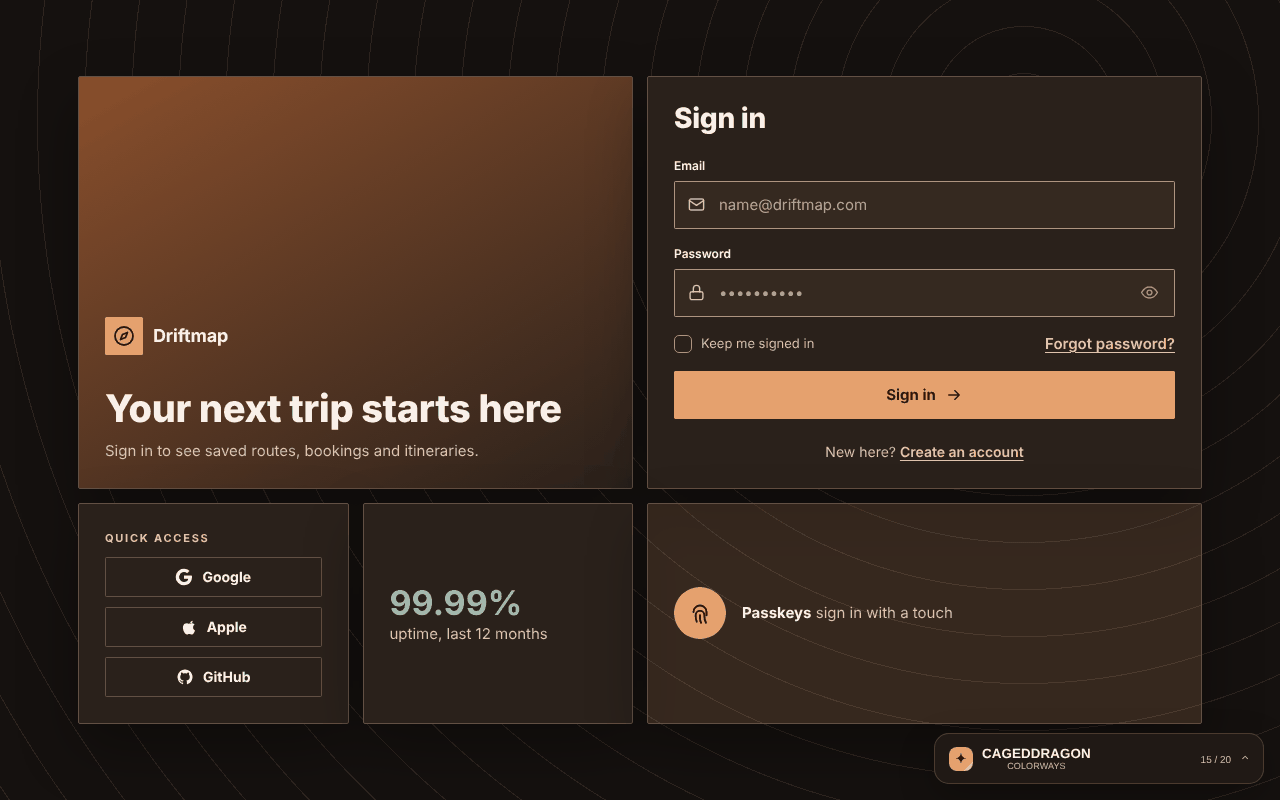 Driftmap
Your next trip starts here
Sign in to see saved routes, bookings and itineraries.
Sign in
Email
name@driftmap.com
Password
••••••••••
Keep me signed in
Forgot password?
Sign in →
New here? Create an account
QUICK ACCESS
Google
Apple
GitHub
99.99%
uptime, last 12 months
Passkeys sign in with a touch
CAGEDDRAGON
COLORWAYS
15 / 20